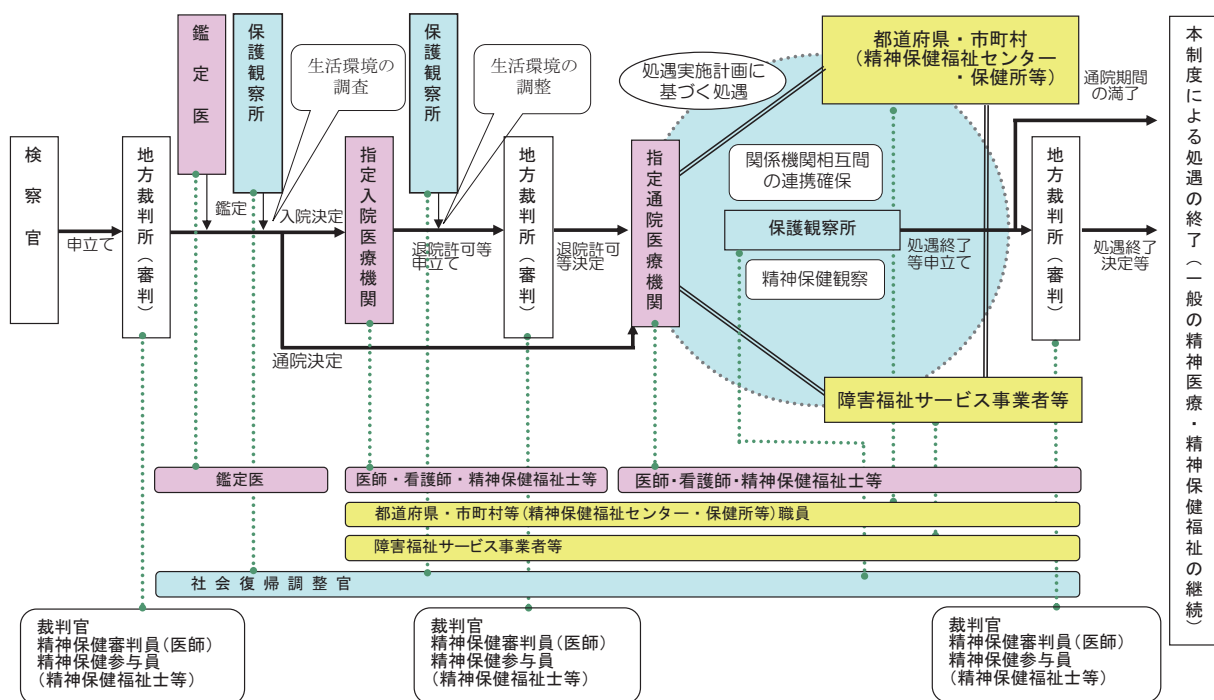 鑑定医
保護観察所
生活環境の
調査
保護観察所
生活環境の
調整
処遇実施計画に
基づく処遇
都道府県・市町村
(精神保健福祉センター
・保健所等)
通院期間
の満了
本制度による処遇の終了(一般の精神医療・精神保健福祉の継続)
検察官
申立て
地方裁判所(審判)
鑑定
入院決定
指定入院医療機関
退院許可等
申立て
地方裁判所(審判)
退院許可
等決定
指定通院医療機関
関係機関相互間
の連携確保
保護観察所
精神保健観察
処遇終了
等申立て
地方裁判所(審判)
処遇終了
決定等
通院決定
障害福祉サービス事業者等
鑑定医
医師・看護師・精神保健福祉士等
医師・看護師・精神保健福祉士等
都道府県・市町村等(精神保健福祉センター・保健所等)職員
障害福祉サービス事業者等
社会復帰調整官
裁判官
精神保健審判員(医師)
精神保健参与員
(精神保健福祉士等)
裁判官
精神保健審判員(医師)
精神保健参与員
(精神保健福祉士等)
裁判官
精神保健審判員(医師)
精神保健参与員
(精神保健福祉士等)